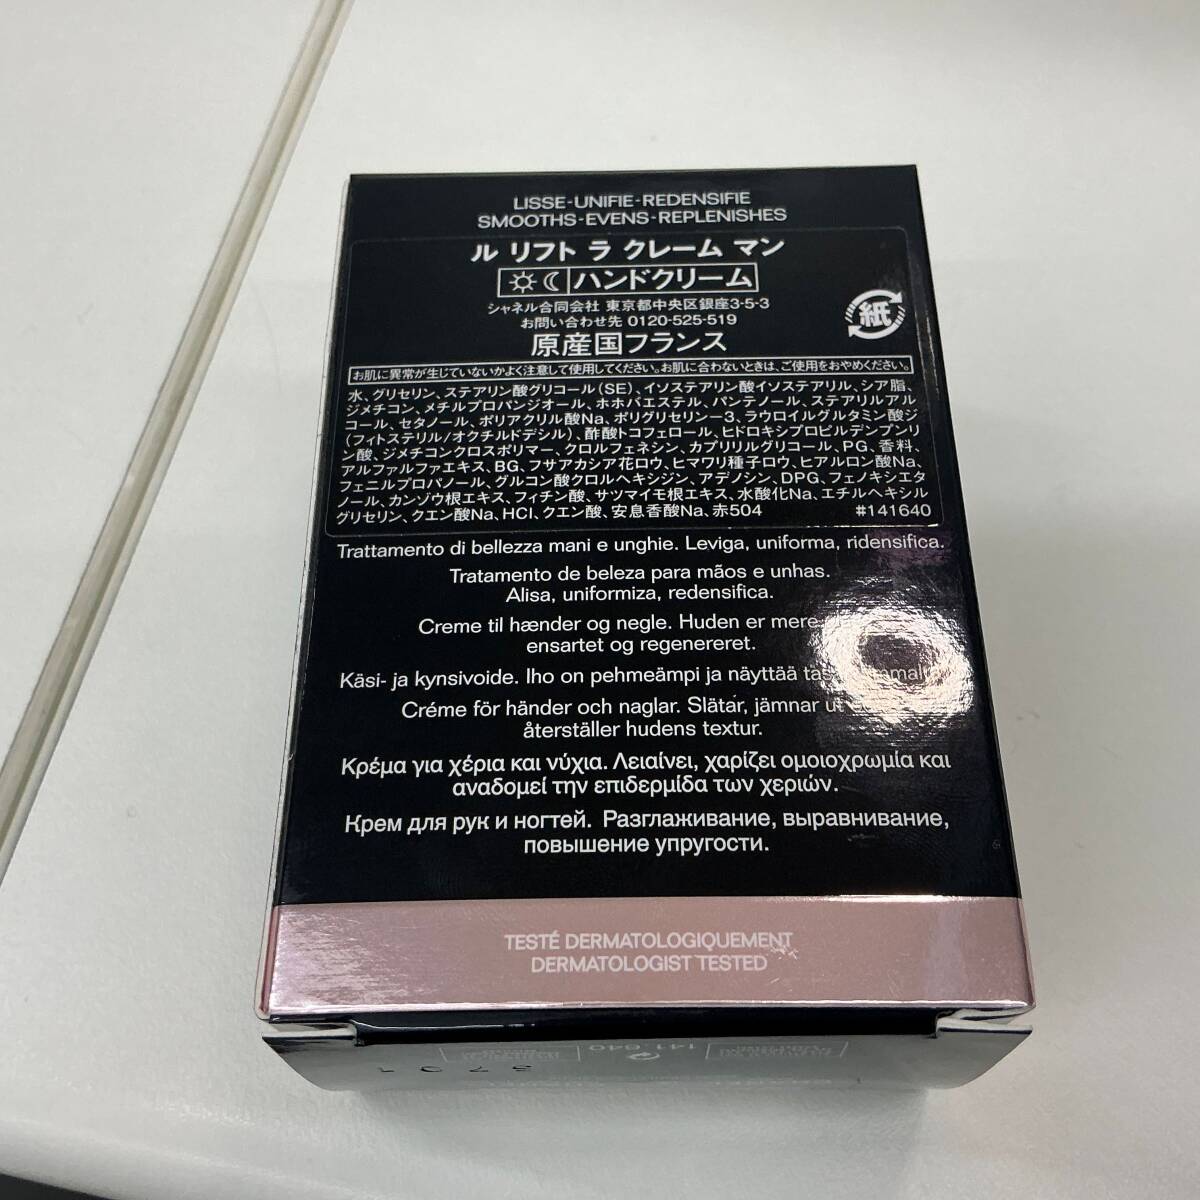 LISSE-UNIFIE-REDENSIFIE
SMOOTHS-EVENS-REPLENISHES
ル リフト ラ クレーム マン
ハンドクリーム
シャネル合同会社 東京都中央区銀座3-5-3
お問い合わせ先 0120-525-519
紙
原産国フランス
お肌に異常が生じていないかよく注意して使用してください。お肌に合わないときは、ご使用をおやめください。
水、グリセリン、ステアリン酸グリコール(SE)、イソステアリン酸イソステアリル、シア脂、
ジメチコン、メチルプロパンジオール、ホホバエステル、パンテノール、ステアリルアル
コール、セタノール、ポリアクリル酸Na、ポリグリセリン-3、ラウロイルグルタミン酸ジ
(フィトステリル/オクチルドデシル)、酢酸トコフェロール、ヒドロキシプロピルデンプンリ
ン酸、ジメチコンクロスポリマー、クロルフェネシン、カプリリルグリコール、PG、香料、
アルファルファエキス、BG、フサアカシア花ロウ、ヒマワリ種子ロウ、ヒアルロン酸Na、
フェニルプロパノール、グルコン酸クロルヘキシジン、アデノシン、DPG、フェノキシエタ
ノール、カンゾウ根エキス、フィチン酸、サツマイモ根エキス、水酸化Na、エチルヘキシル
グリセリン、クエン酸Na、HCl、クエン酸、安息香酸Na、赤504 #141640
Trattamento di bellezza mani e unghie. Leviga, uniforma, ridensifica.
Tratamento de beleza para mãos e unhas.
Alisa, uniformiza, redensifica.
Creme til hænder og negle. Huden er mere
ensartet og regenereret.
Käsi- ja kynsivoide. Iho on pehmeämpi ja näyttää
Créme för händer och naglar. Slätar, jämnar ut
återställer hudens textur.
Κρέμα για χέρια και νύχια. Λειαίνει, χαρίζει ομοιοχρωμία και
αναδομεί την επιδερμίδα των χεριών.
Крем для рук и ногтей. Разглаживание, выравнивание,
повышение упругости.
TESTÉ DERMATOLOGIQUEMENT
DERMATOLOGIST TESTED
141.640
3701